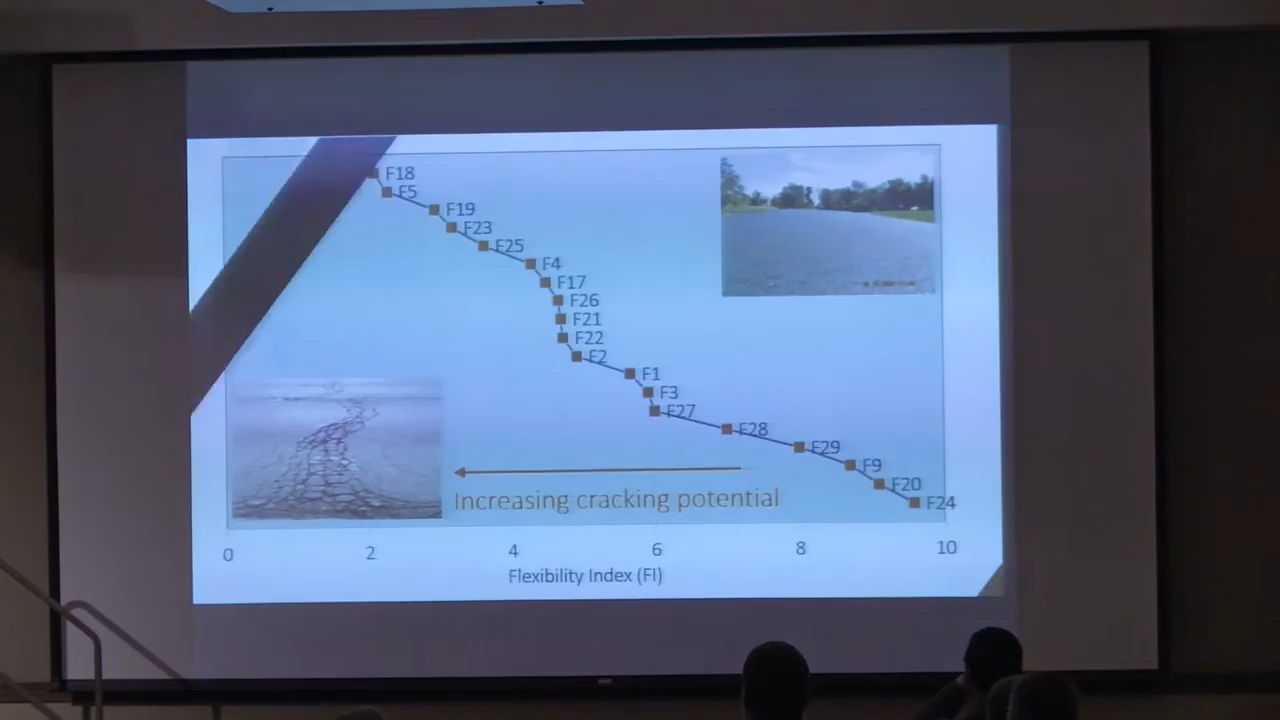 F18
F5
F19
F23
F25
F4
F17
F26
F21
F22
F2
F1
F3
F27
F28
F29
F9
F20
F24
Increasing cracking potential
0 2 4 6 8 10
Flexibility Index (FI)